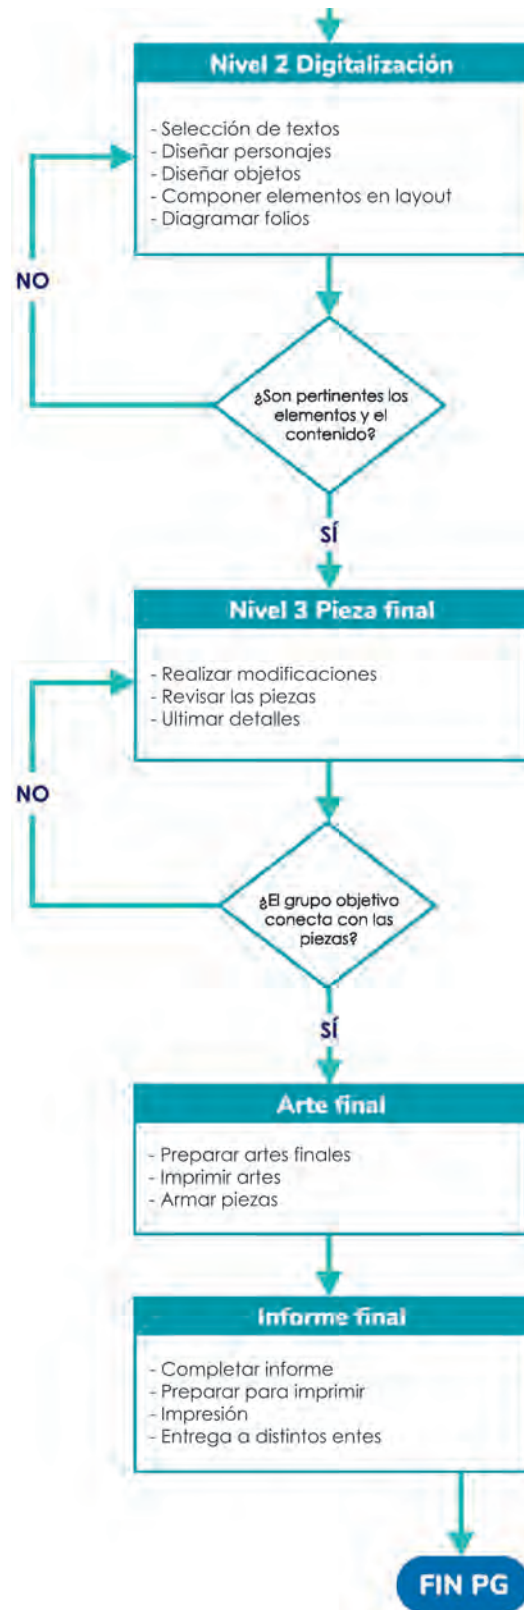 Nivel 2 Digitalización
- Selección de textos
- Diseñar personajes
- Diseñar objetos
- Componer elementos en layout
- Diagramar folios
NO
¿Son pertinentes los
elementos y el
contenido?
SÍ
Nivel 3 Pieza final
- Realizar modificaciones
- Revisar las piezas
- Ultimar detalles
NO
¿El grupo objetivo
conecta con las
piezas?
SÍ
Arte final
- Preparar artes finales
- Imprimir artes
- Armar piezas
Informe final
- Completar informe
- Preparar para imprimir
- Impresión
- Entrega a distintos entes
FIN PG